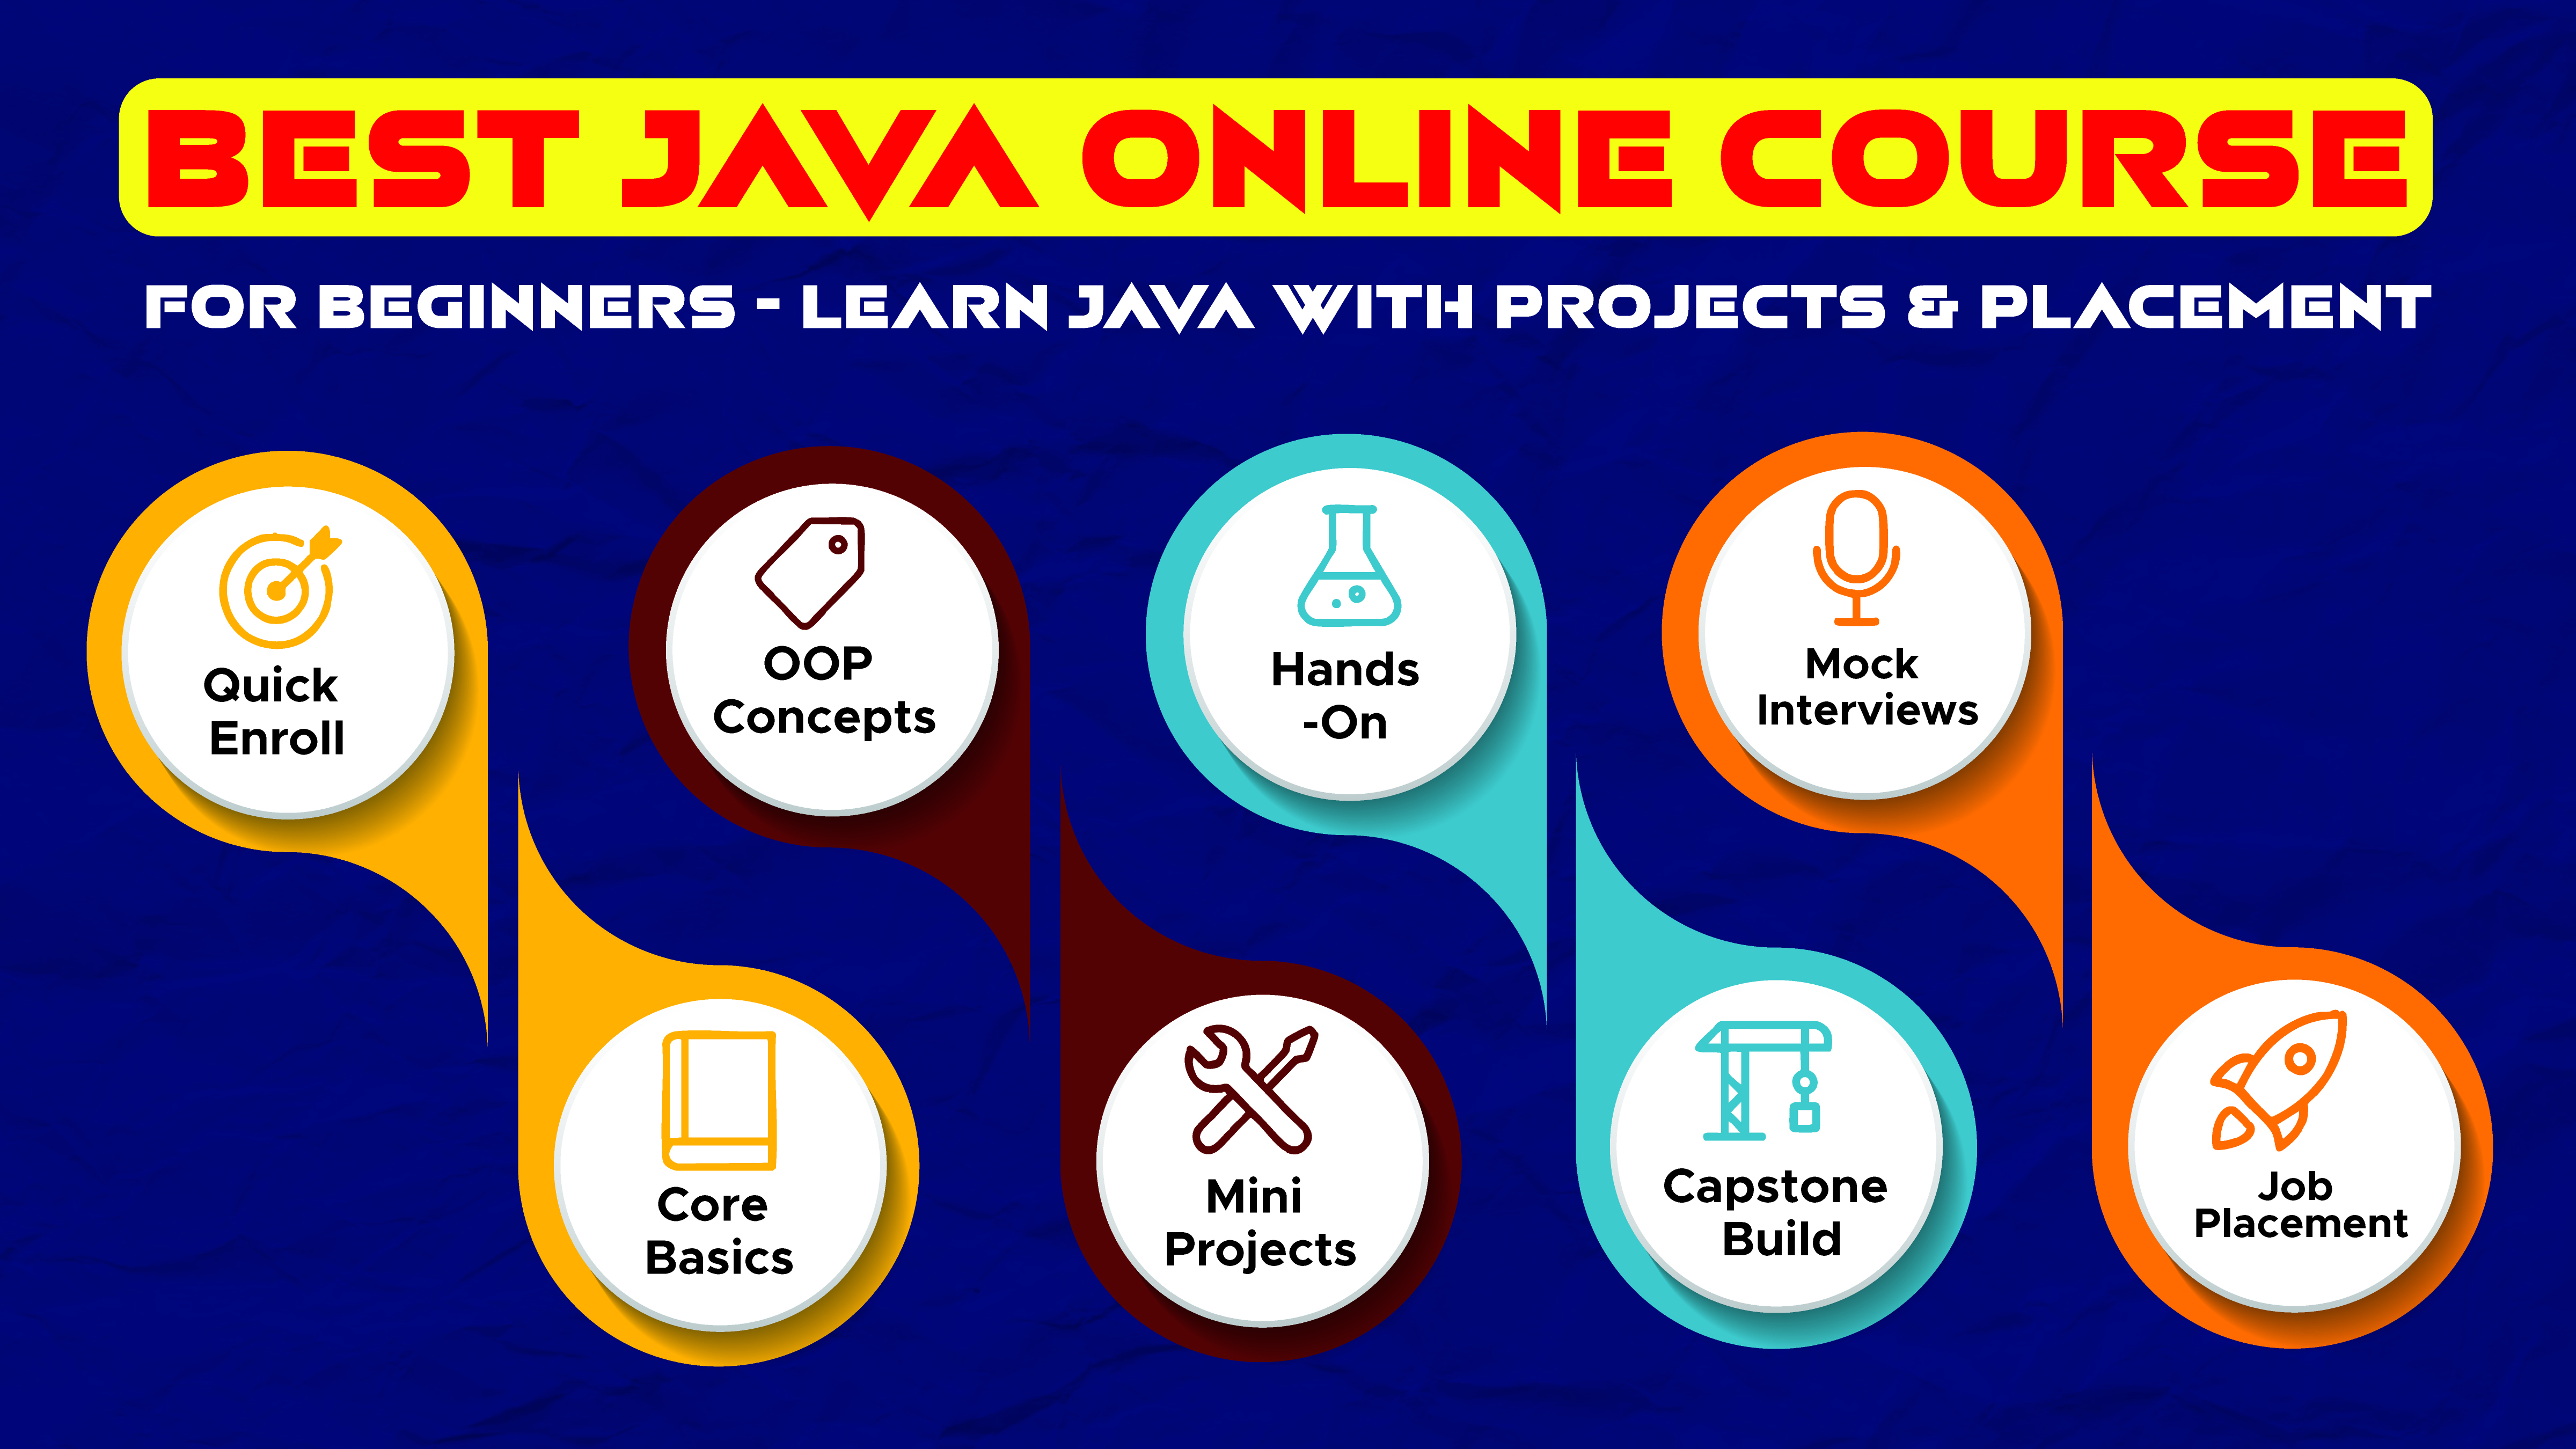 BEST JAVA ONLINE COURSE
FOR BEGINNERS - LEARN JAVA WITH PROJECTS & PLACEMENT
Quick
Enroll
Core
Basics
OOP
Concepts
Mini
Projects
Hands
-On
Capstone
Build
Mock
Interviews
Job
Placement